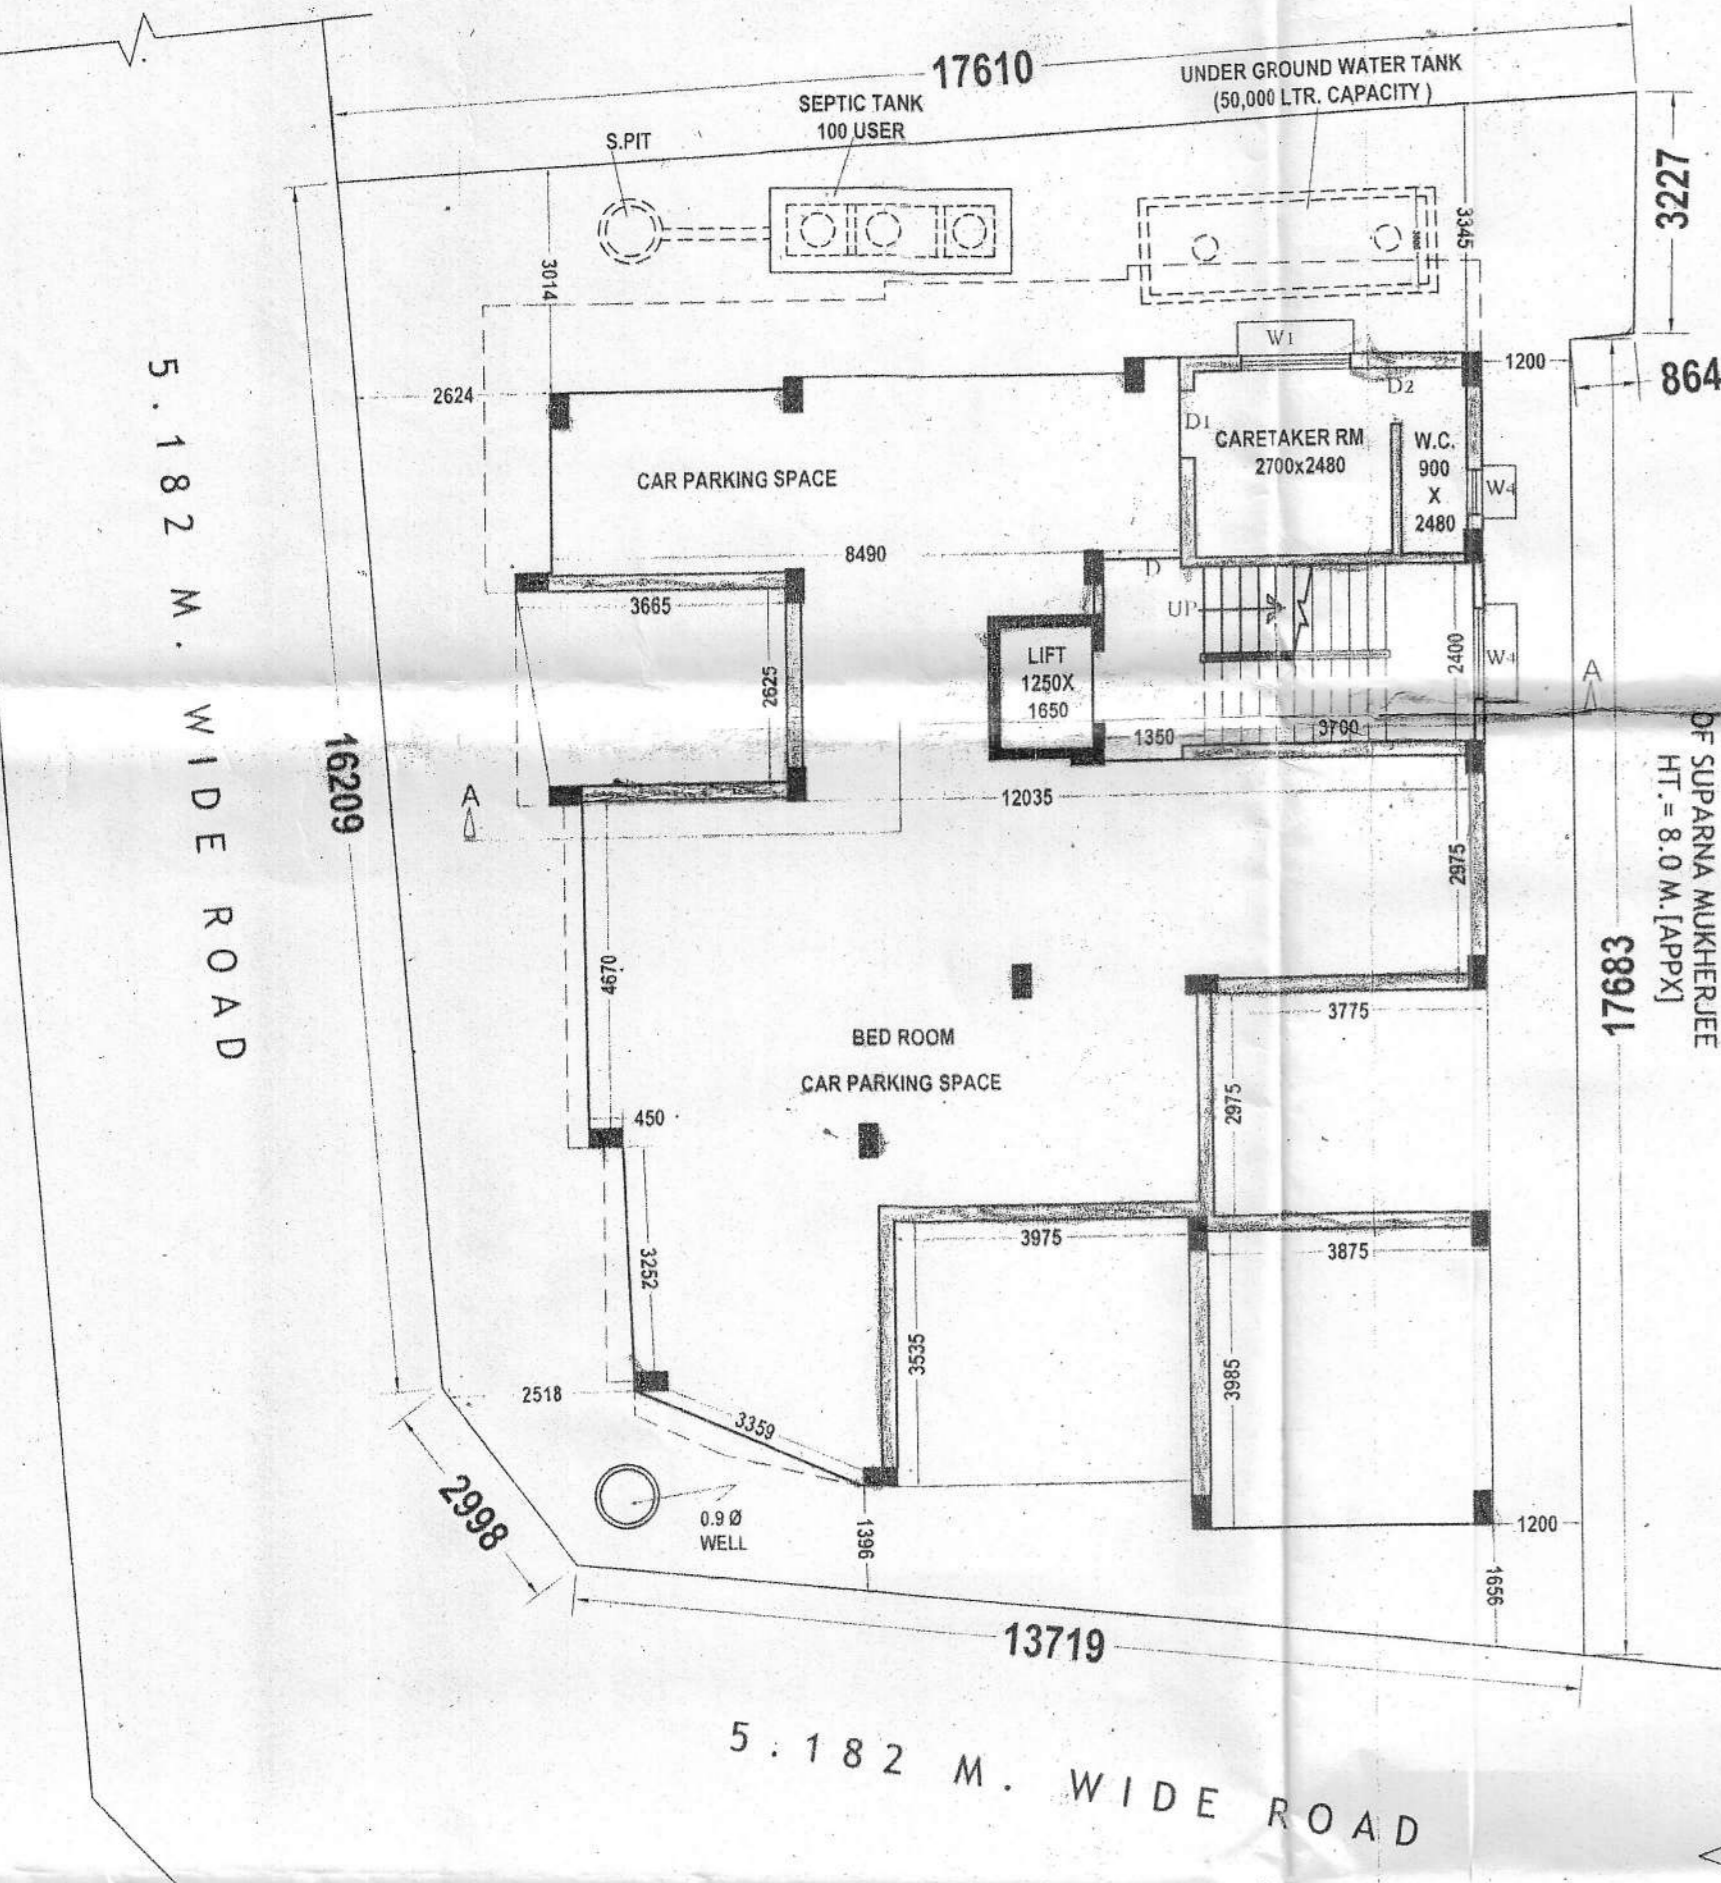 17610
UNDER GROUND WATER TANK
(50,000 LTR. CAPACITY )
SEPTIC TANK
100 USER
S.PIT
3227
3345
3014
W1
1200
864
2624
D2
D1
CARETAKER RM
2700x2480
W.C.
900
X
2480
W4
CAR PARKING SPACE
8490
D
UP
3665
2625
LIFT
1250X
1650
2400
W4
A
1350
3700
5.182 M. WIDE ROAD
16209
A
12035
2975
OF SUPARNA MUKHERJEE
HT.= 8.0 M.[APPX]
17683
4670
3775
BED ROOM
CAR PARKING SPACE
2975
450
3252
3975
3875
3535
3985
2518
3359
2998
0.9 Ø
WELL
1396
1200
1656
13719
5.182 M. WIDE ROAD